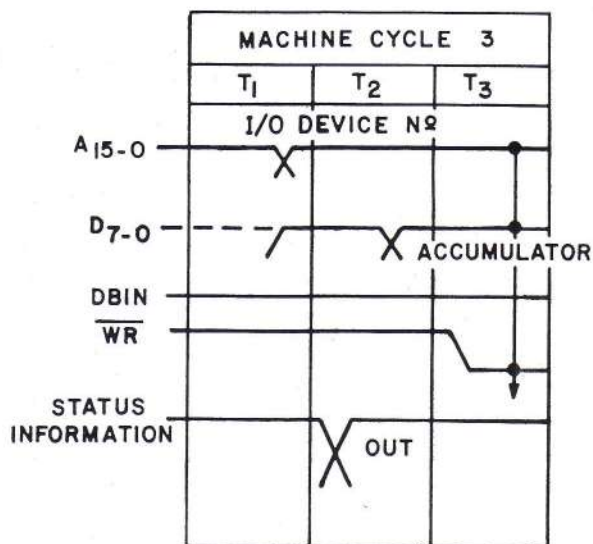 MACHINE CYCLE 3
T1 T2 T3
I/O DEVICE Nº
A15-0
D7-0
ACCUMULATOR
DBIN
WR
STATUS
INFORMATION
OUT